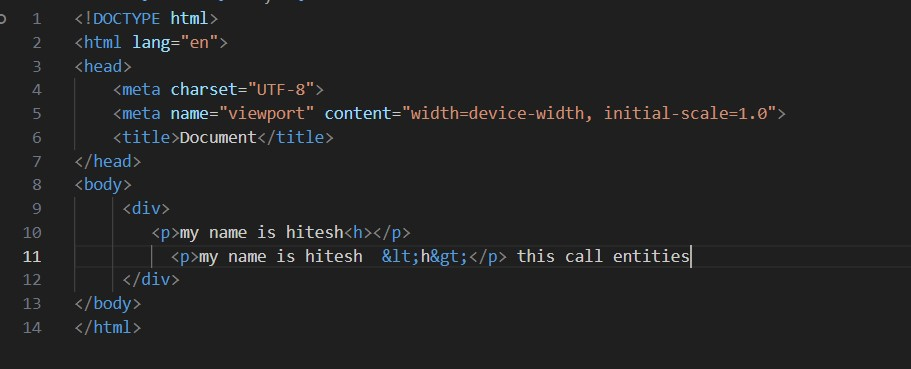 1 <!DOCTYPE html>
2 <html lang="en">
3 <head>
4     <meta charset="UTF-8">
5     <meta name="viewport" content="width=device-width, initial-scale=1.0">
6     <title>Document</title>
7 </head>
8 <body>
9      <div>
10         <p>my name is hitesh<h></p>
11           <p>my name is hitesh  &lt;h&gt;</p> this call entities
12      </div>
13 </body>
14 </html>